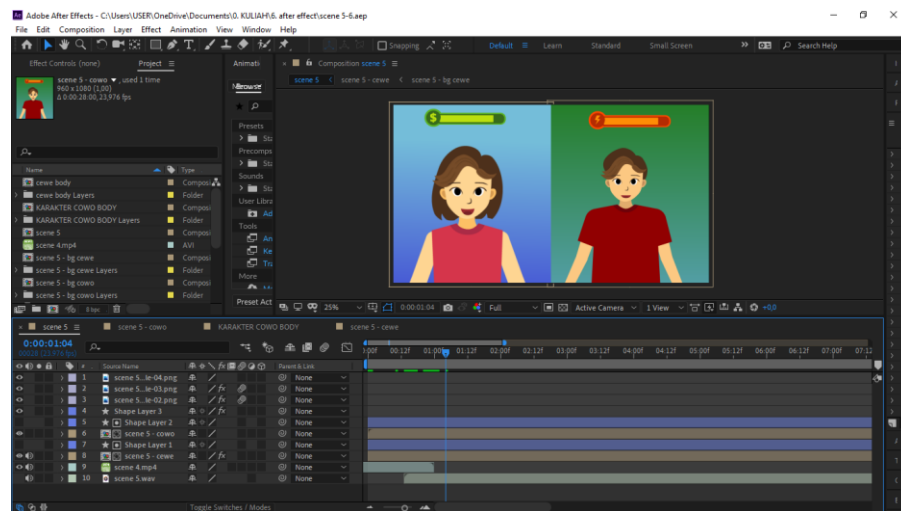 Adobe After Effects - C:\Users\USER\OneDrive\Documents\0. KULIAH\6. after effect\scene 5-6.aep
File Edit Composition Layer Effect Animation View Window Help
Snapping Default Learn Standard Small Screen Search Help
Effect Controls (none) Project
scene 5 - cowo , used 1 time
960 x 1080 (1,00)
Δ 0:00:28:00, 23,976 fps
Name Type
cewe body Composi
cewe body Layers Folder
KARAKTER COWO BODY Composi
KARAKTER COWO BODY Layers Folder
scene 5 Composi
scene 4.mp4 AVI
scene 5 - bg cewe Composi
scene 5 - bg cewe Layers Folder
scene 5 - bg cowo Composi
scene 5 - bg cowo Layers Folder
8 bpc
Animati
Browse
Presets
Sta
Precomps
Sta
Sounds
Sta
User Libra
Ad
Tools
An
Ke
Tis
More
Preset Act
Composition scene 5
scene 5 < scene 5 - cewe < scene 5 - bg cewe
$
25% 0:00:01:04 Full Active Camera 1 View +0,0
scene 5 scene 5 - cowo KARAKTER COWO BODY scene 5 - cewe
0:00:01:04
00028 (23.976 fps)
:00f 00:12f 01:00f 01:12f 02:00f 02:12f 03:00f 03:12f 04:00f 04:12f 05:00f 05:12f 06:00f 06:12f 07:00f 07:12
Source Name Parent & Link
1 scene 5...le-04.png None
2 scene 5...le-03.png fx None
3 scene 5...le-02.png fx None
4 Shape Layer 3 fx None
5 Shape Layer 2 None
6 scene 5 - cowo None
7 Shape Layer 1 None
8 scene 5 - cewe fx None
9 scene 4.mp4 None
10 scene 5.wav None
Toggle Switches / Modes